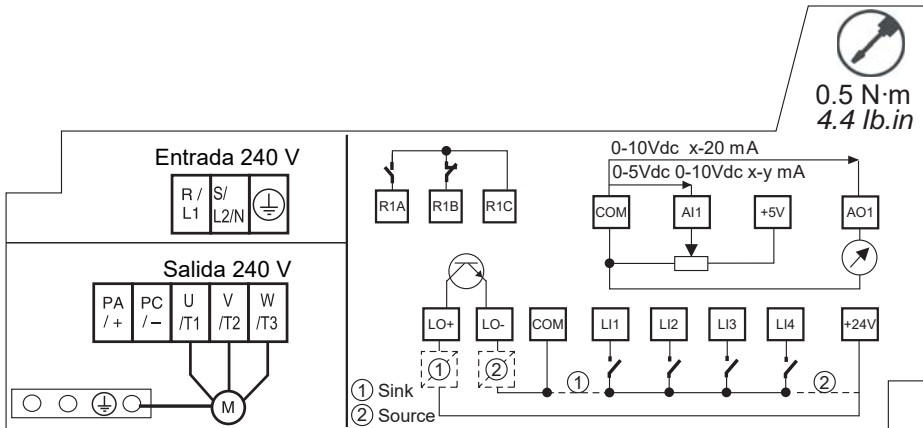 0.5 N·m
4.4 lb.in
Entrada 240 V
R / L1 S/ L2/N
Salida 240 V
PA / + PC / – U /T1 V /T2 W /T3
M
R1A R1B R1C
0-10Vdc x-20 mA
0-5Vdc 0-10Vdc x-y mA
COM AI1 +5V AO1
LO+ LO- COM LI1 LI2 LI3 LI4 +24V
1 2 1 2
① Sink
② Source